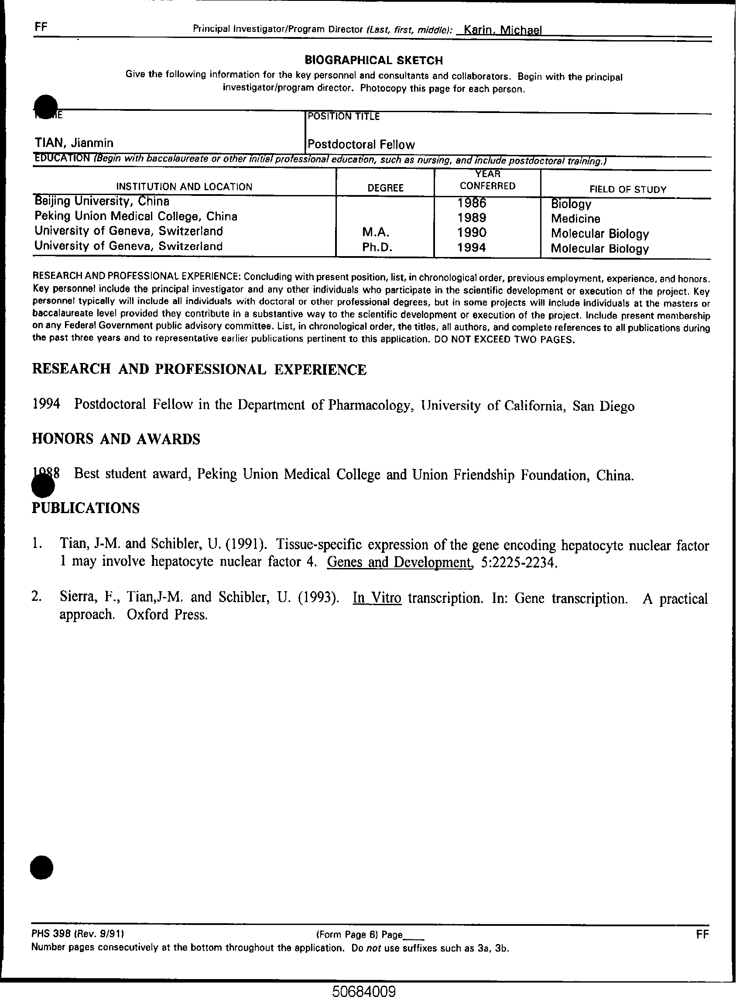 FF Principal Investigator/Program Director (Last, first, middle): Karin, Michael
BIOGRAPHICAL SKETCH
Give the following information for the key personnel and consultants and collaborators. Begin with the principal
investigator/program director. Photocopy this page for each person.
POSITION TITLE
TIAN, Jianmin Postdoctoral Fellow
EDUCATION (Begin with baccalaureate or other initial professional education, such as nursing, and include postdoctoral training.)
INSTITUTION AND LOCATION DEGREE YEAR CONFERRED FIELD OF STUDY
Beijing University, China 1986 Biology
Peking Union Medical College, China 1989 Medicine
University of Geneva, Switzerland M.A. 1990 Molecular Biology
University of Geneva, Switzerland Ph.D. 1994 Molecular Biology
RESEARCH AND PROFESSIONAL EXPERIENCE: Concluding with present position, list, in chronological order, previous employment, experience, and honors.
Key personnel include the principal investigator and any other individuals who participate in the scientific development or execution of the project. Key
personnel typically will include all individuals with doctoral or other professional degrees, but in some projects will include individuals at the masters or
baccalaureate level provided they contribute in a substantive way to the scientific development or execution of the project. Include present membership
on any Federal Government public advisory committee. List, in chronological order, the titles, all authors, and complete references to all publications during
the past three years and to representative earlier publications pertinent to this application. DO NOT EXCEED TWO PAGES.
RESEARCH AND PROFESSIONAL EXPERIENCE
1994 Postdoctoral Fellow in the Department of Pharmacology, University of California, San Diego
HONORS AND AWARDS
1988 Best student award, Peking Union Medical College and Union Friendship Foundation, China.
PUBLICATIONS
1. Tian, J-M. and Schibler, U. (1991). Tissue-specific expression of the gene encoding hepatocyte nuclear factor
1 may involve hepatocyte nuclear factor 4. Genes and Development, 5:2225-2234.
2. Sierra, F., Tian,J-M. and Schibler, U. (1993). In Vitro transcription. In: Gene transcription. A practical
approach. Oxford Press.
PHS 398 (Rev. 9/91) (Form Page 6) Page____ FF
Number pages consecutively at the bottom throughout the application. Do not use suffixes such as 3a, 3b.
50684009